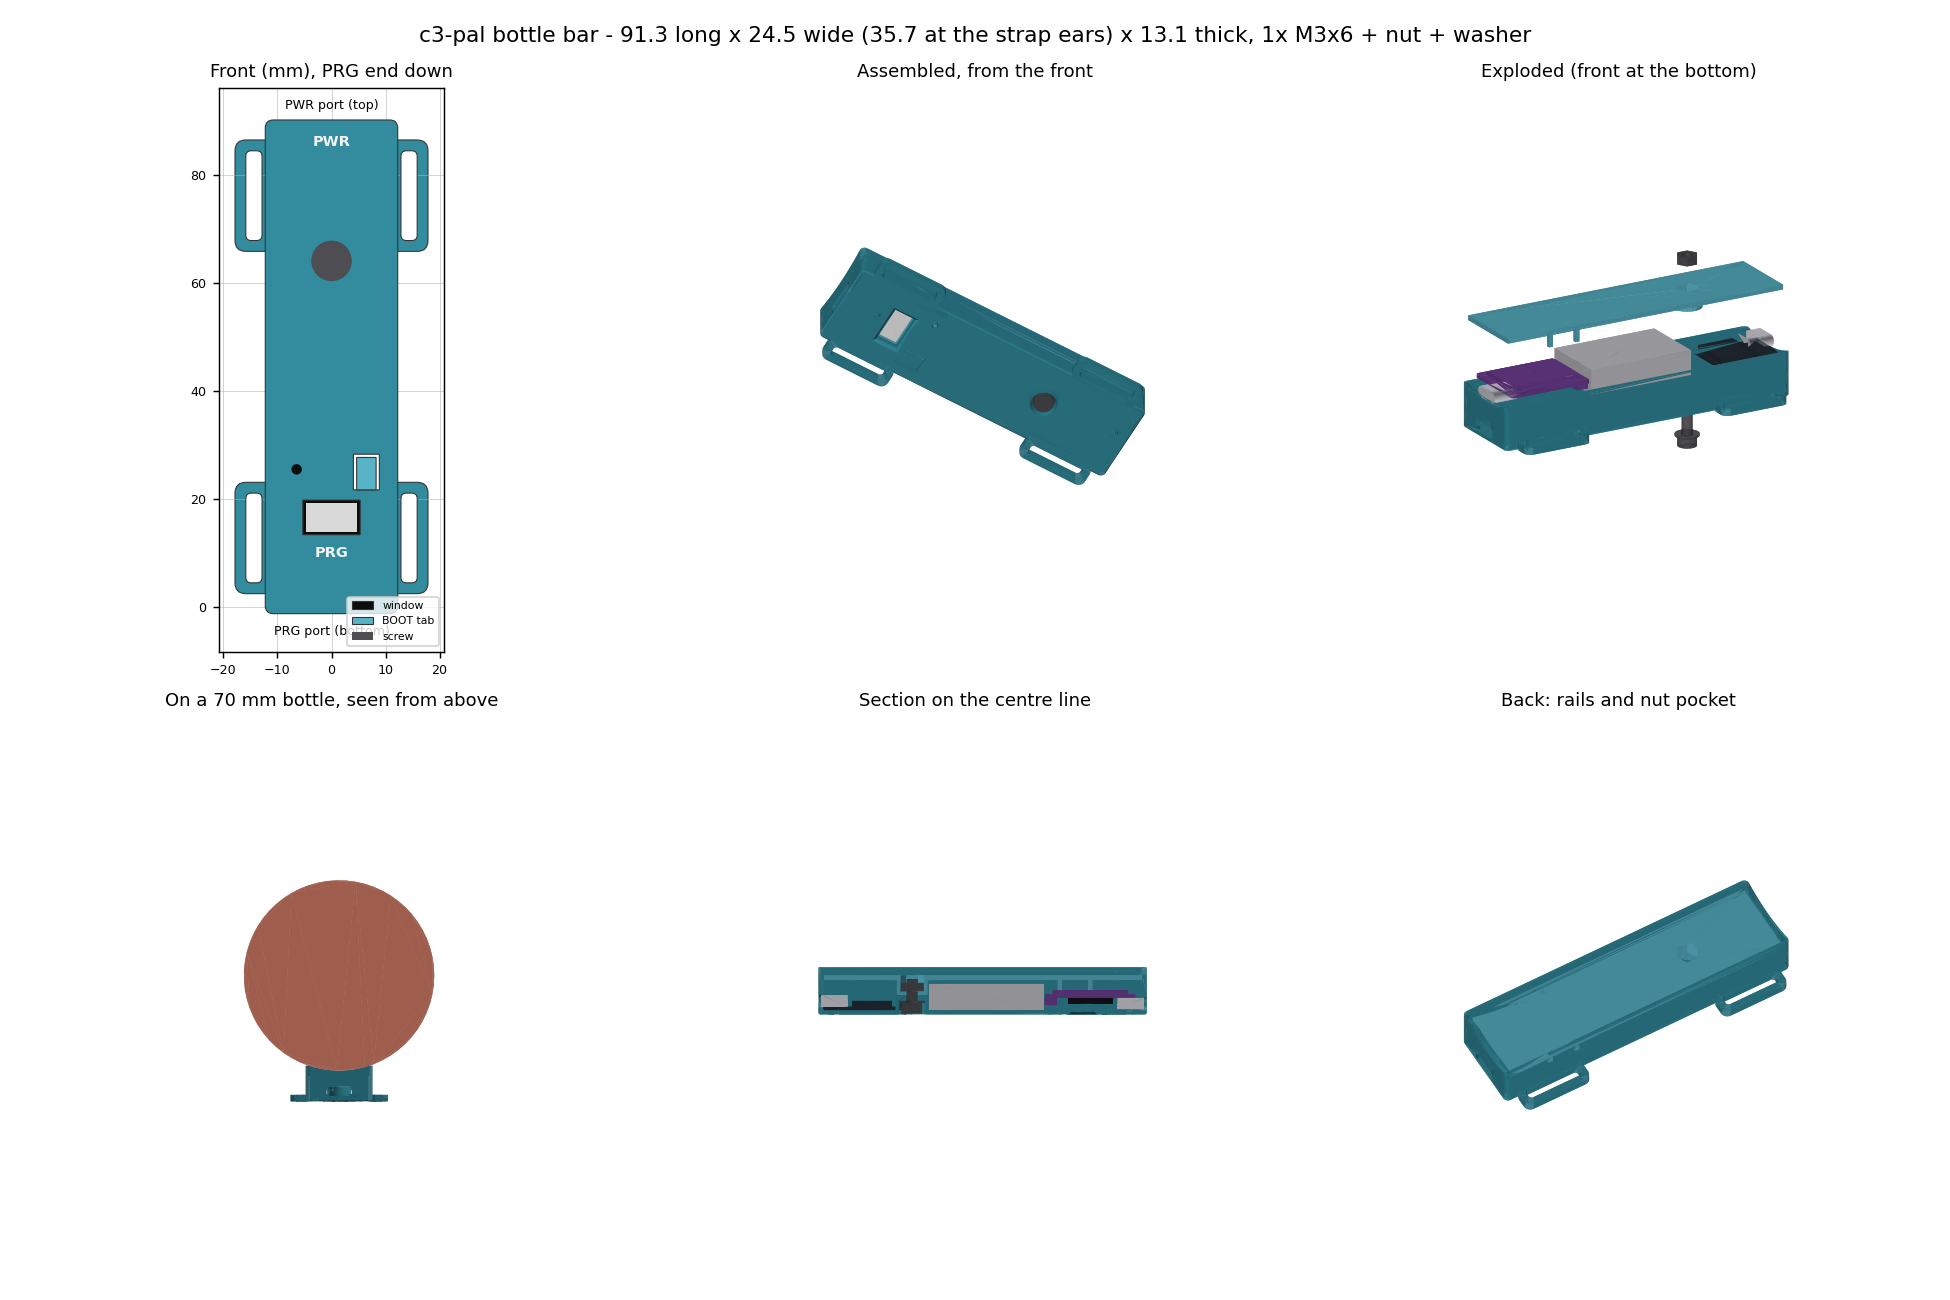 c3-pal bottle bar - 91.3 long x 24.5 wide (35.7 at the strap ears) x 13.1 thick, 1x M3x6 + nut + washer
Front (mm), PRG end down
Assembled, from the front
Exploded (front at the bottom)
PWR port (top)
PWR
80
60
40
20
PRG
0
window
BOOT tab
screw
PRG port (bottom)
−20
−10
0
10
20
On a 70 mm bottle, seen from above
Section on the centre line
Back: rails and nut pocket